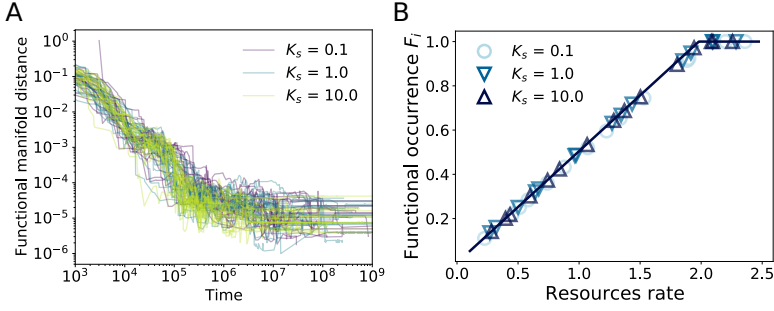 A
Functional manifold distance
10⁰
10⁻¹
10⁻²
10⁻³
10⁻⁴
10⁻⁵
10⁻⁶
K_s = 0.1
K_s = 1.0
K_s = 10.0
10³ 10⁴ 10⁵ 10⁶ 10⁷ 10⁸ 10⁹
Time
B
Functional occurrence F_i
1.0
0.8
0.6
0.4
0.2
K_s = 0.1
K_s = 1.0
K_s = 10.0
0.0 0.5 1.0 1.5 2.0 2.5
Resources rate